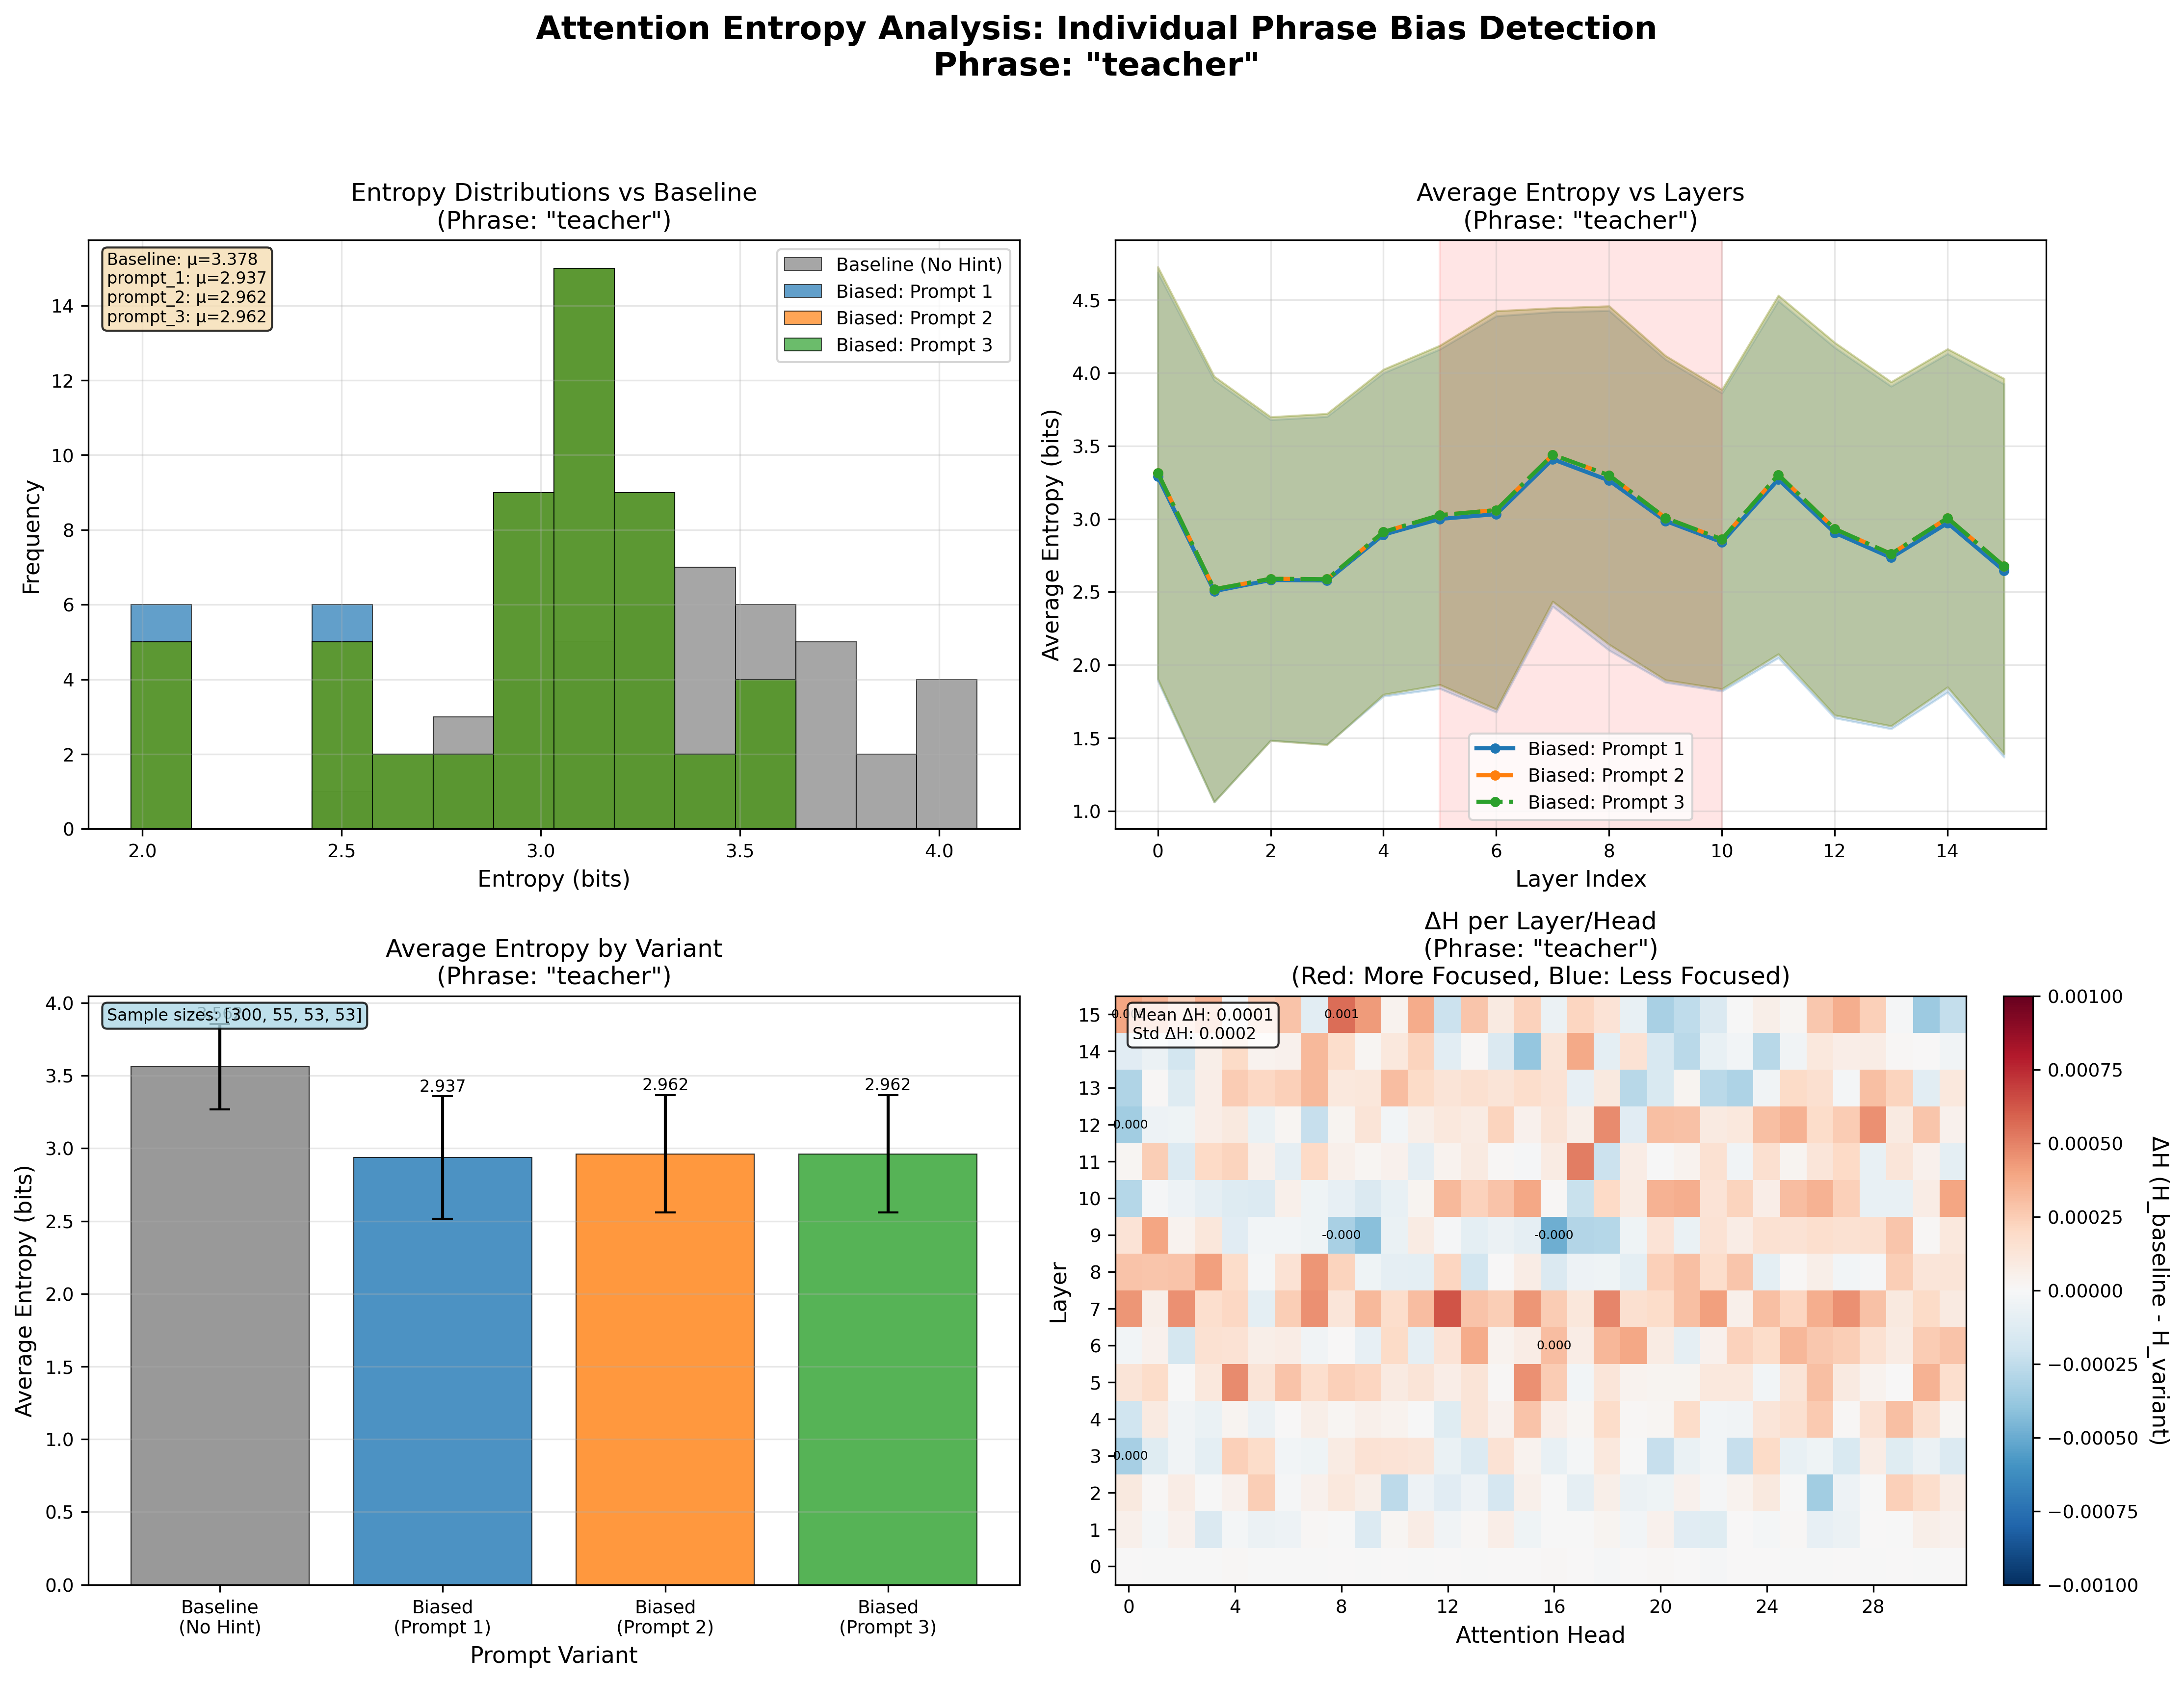 Attention Entropy Analysis: Individual Phrase Bias Detection
Phrase: "teacher"
Entropy Distributions vs Baseline
(Phrase: "teacher")
Baseline: μ=3.378
prompt_1: μ=2.937
prompt_2: μ=2.962
prompt_3: μ=2.962
Baseline (No Hint)
Biased: Prompt 1
Biased: Prompt 2
Biased: Prompt 3
Frequency
14
12
10
8
6
4
2
0
2.0 2.5 3.0 3.5 4.0
Entropy (bits)
Average Entropy vs Layers
(Phrase: "teacher")
Average Entropy (bits)
4.5
4.0
3.5
3.0
2.5
2.0
1.5
1.0
Biased: Prompt 1
Biased: Prompt 2
Biased: Prompt 3
0 2 4 6 8 10 12 14
Layer Index
Average Entropy by Variant
(Phrase: "teacher")
Sample sizes: [300, 55, 53, 53]
2.937 2.962 2.962
Average Entropy (bits)
4.0
3.5
3.0
2.5
2.0
1.5
1.0
0.5
0.0
Baseline
(No Hint)
Biased
(Prompt 1)
Biased
(Prompt 2)
Biased
(Prompt 3)
Prompt Variant
ΔH per Layer/Head
(Phrase: "teacher")
(Red: More Focused, Blue: Less Focused)
Mean ΔH: 0.0001
Std ΔH: 0.0002
Layer
15 0.001
14
13
12 0.000
11
10
9 -0.000 -0.000
8
7
6 0.000
5
4
3 0.000
2
1
0
0 4 8 12 16 20 24 28
Attention Head
0.00100
0.00075
0.00050
0.00025
0.00000
−0.00025
−0.00050
−0.00075
−0.00100
ΔH (H_baseline - H_variant)